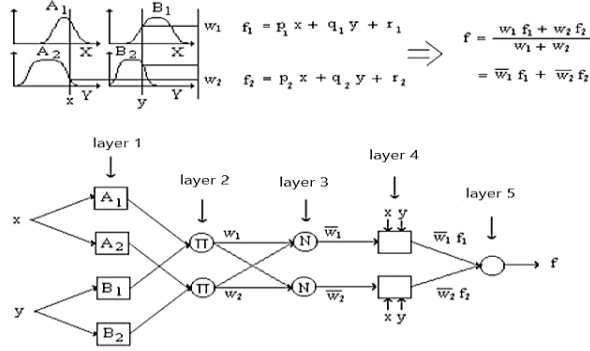 A₁ B₁
w₁ f₁ = p₁ x + q₁ y + r₁
X X
A₂ B₂
w₂ f₂ = p₂ x + q₂ y + r₂
x Y y Y
f = w₁ f₁ + w₂ f₂ / w₁ + w₂
= w̅₁ f₁ + w̅₂ f₂
layer 1
layer 2 layer 3 layer 4 layer 5
x y
x A₁
A₂
y B₁
B₂
Π w₁ N w̅₁ w̅₁ f₁
Π w₂ N w̅₂ w̅₂ f₂
x y
f